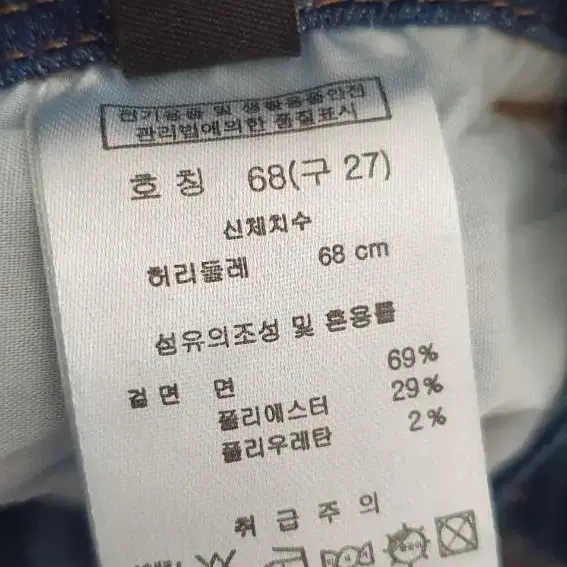 전기용품 및 생활용품안전
관리법에의한 품질표시
호 칭 68(구 27)
신체치수
허리둘레 68 cm
섬유의조성 및 혼용률
겉 면 면 69%
폴리에스터 29%
폴리우레탄 2%
취 급 주 의